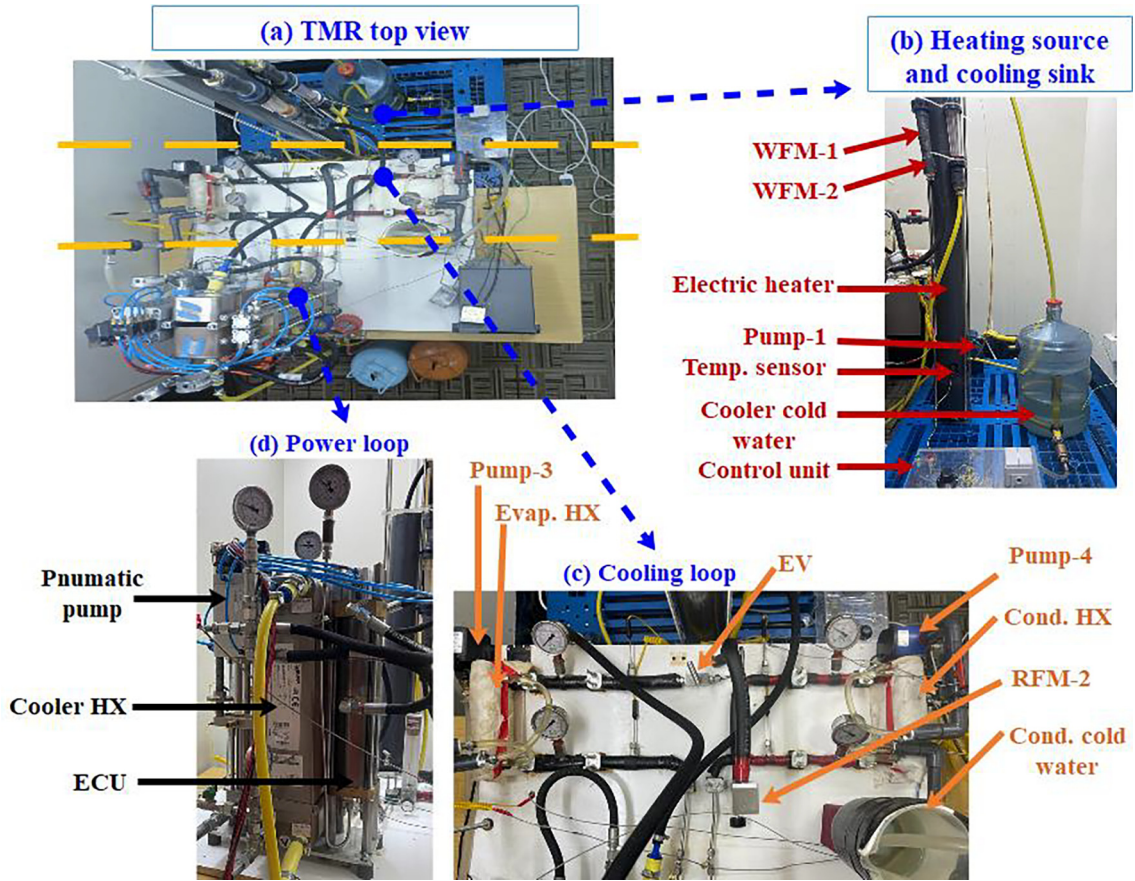 (a) TMR top view
(b) Heating source
and cooling sink
WFM-1
WFM-2
Electric heater
Pump-1
Temp. sensor
Cooler cold
water
Control unit
(d) Power loop
Pnumatic
pump
Cooler HX
ECU
Pump-3
Evap. HX
(c) Cooling loop
EV
Pump-4
Cond. HX
RFM-2
Cond. cold
water